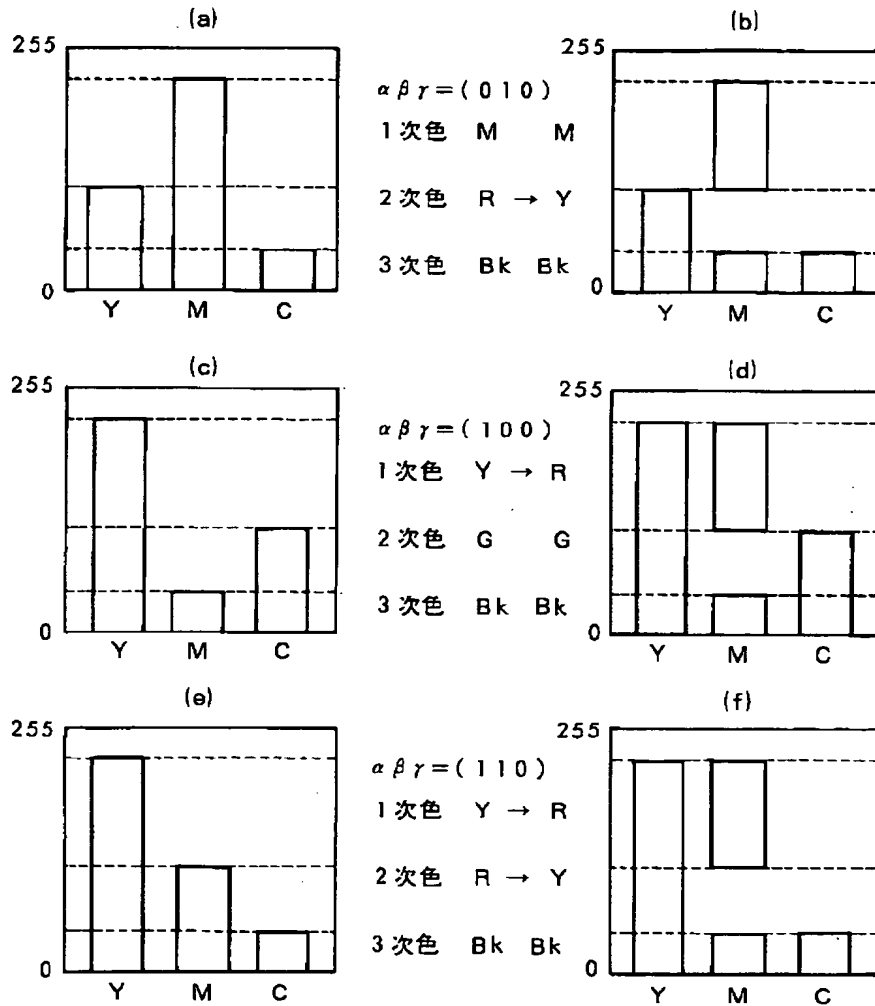 (a)
255
0
Y M C
αβγ=(010)
1次色 M M
2次色 R → Y
3次色 Bk Bk
(b)
255
0
Y M C
(c)
255
0
Y M C
αβγ=(100)
1次色 Y → R
2次色 G G
3次色 Bk Bk
(d)
255
0
Y M C
(e)
255
0
Y M C
αβγ=(110)
1次色 Y → R
2次色 R → Y
3次色 Bk Bk
(f)
255
0
Y M C